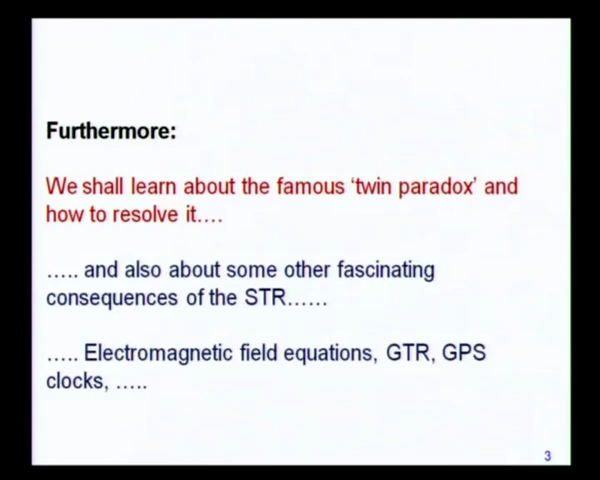 Furthermore:
We shall learn about the famous ‘twin paradox’ and
how to resolve it….
….. and also about some other fascinating
consequences of the STR……
….. Electromagnetic field equations, GTR, GPS
clocks, …..
3